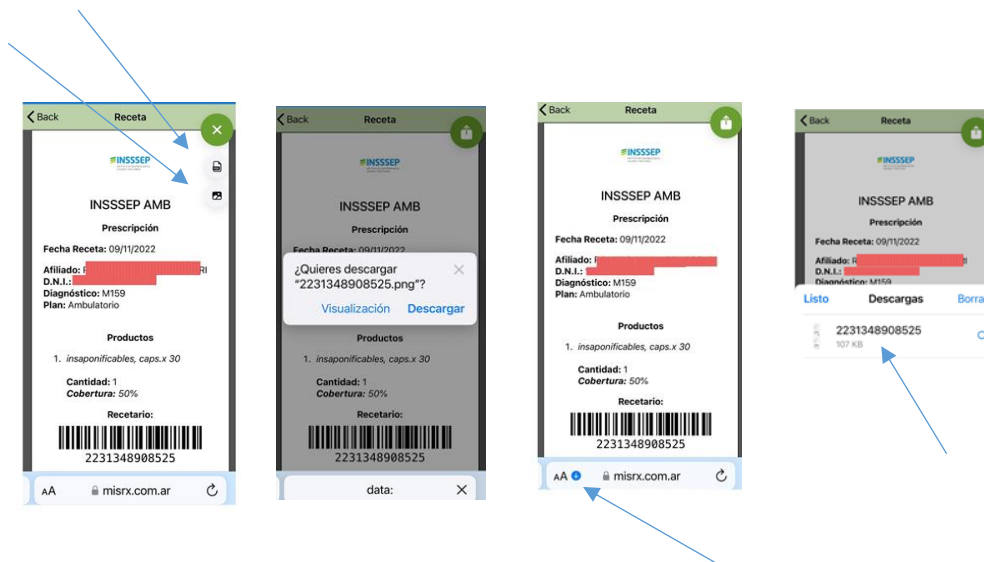 Back Receta
INSSSEP
INSSSEP AMB
Prescripción
Fecha Receta: 09/11/2022
Afiliado: RI
D.N.I.:
Diagnóstico: M159
Plan: Ambulatorio
Productos
1. insaponificables, caps.x 30
Cantidad: 1
Cobertura: 50%
Recetario:
2231348908525
AA misrx.com.ar
Back Receta
INSSSEP
INSSSEP AMB
Prescripción
Fecha Receta: 09/11/2022
¿Quieres descargar
"2231348908525.png"?
Visualización Descargar
Productos
1. insaponificables, caps.x 30
Cantidad: 1
Cobertura: 50%
Recetario:
2231348908525
data:
Back Receta
INSSSEP
INSSSEP AMB
Prescripción
Fecha Receta: 09/11/2022
Afiliado:
D.N.I.:
Diagnóstico: M159
Plan: Ambulatorio
Productos
1. insaponificables, caps.x 30
Cantidad: 1
Cobertura: 50%
Recetario:
2231348908525
AA misrx.com.ar
Back Receta
INSSSEP
INSSSEP AMB
Prescripción
Fecha Receta: 09/11/2022
Afiliado: R
D.N.I.:
Diagnóstico: M159
Listo Descargas Borra
2231348908525
107 KB